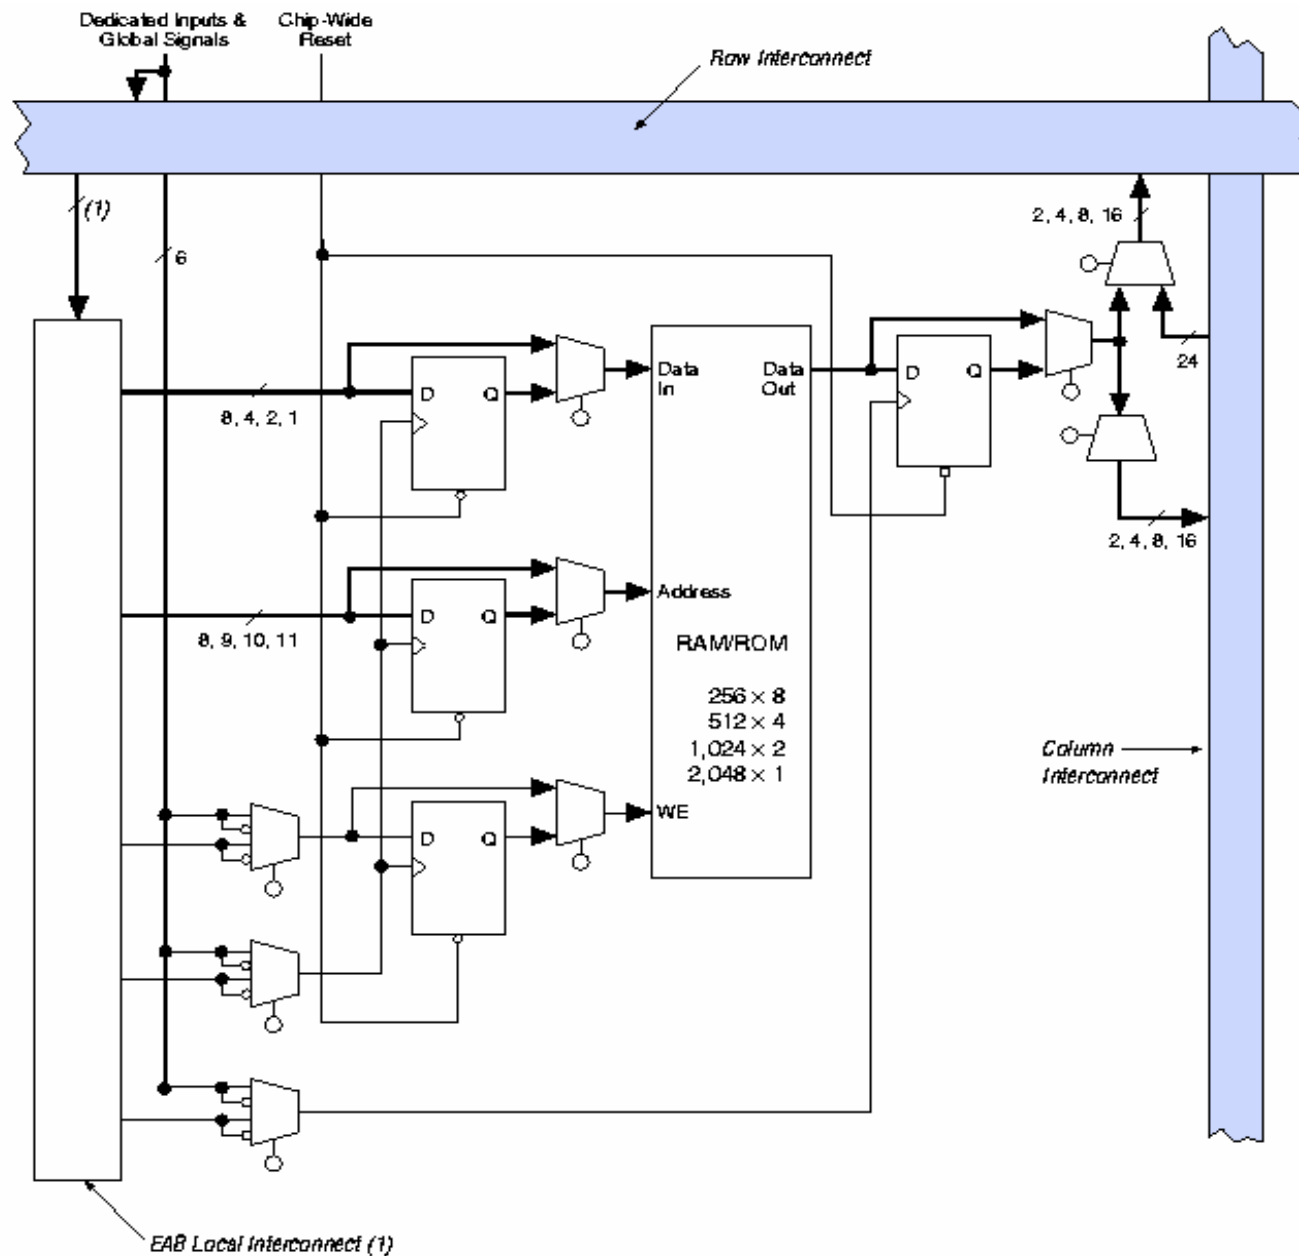 Dedicated Inputs &
Global Signals
Chip-Wide
Reset
Row Interconnect
(1)
6
2, 4, 8, 16
24
D
Q
Data
In
Data
Out
D
Q
8, 4, 2, 1
2, 4, 8, 16
D
Q
Address
8, 9, 10, 11
RAM/ROM
256 × 8
512 × 4
1,024 × 2
2,048 × 1
Column
Interconnect
WE
D
Q
EAB Local Interconnect (1)